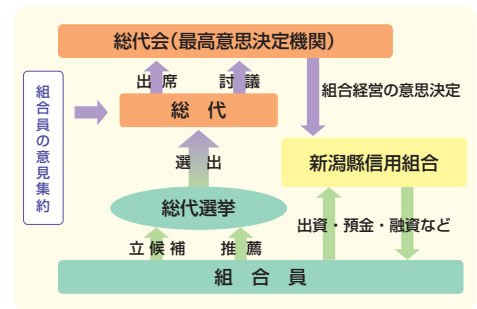 総代会（最高意思決定機関）
出席
討議
組合経営の意思決定
組合員の意見集約
総代
選出
新潟縣信用組合
総代選挙
出資・預金・融資など
立候補
推薦
組合員